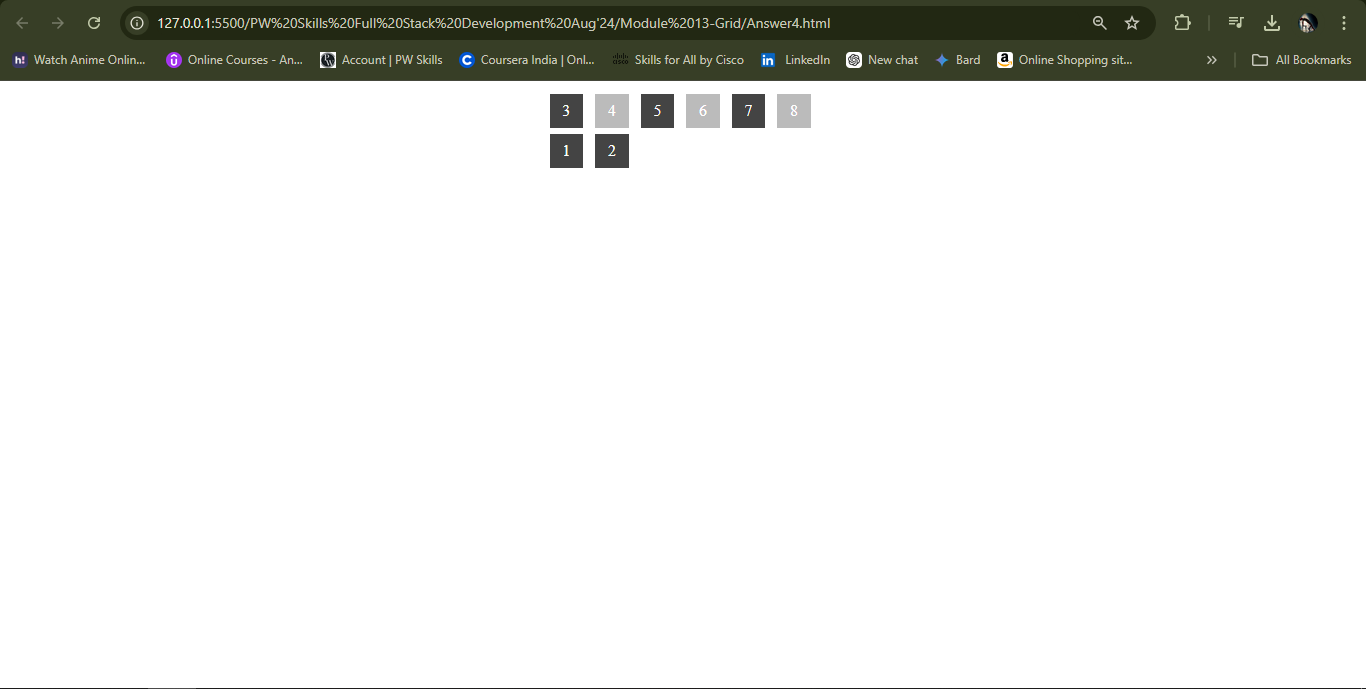 127.0.0.1:5500/PW%20Skills%20Full%20Stack%20Development%20Aug'24/Module%2013-Grid/Answer4.html
h! Watch Anime Onlin... Online Courses - An... Account | PW Skills Coursera India | Onl... Skills for All by Cisco LinkedIn New chat Bard Online Shopping sit... » All Bookmarks
3 4 5 6 7 8
1 2